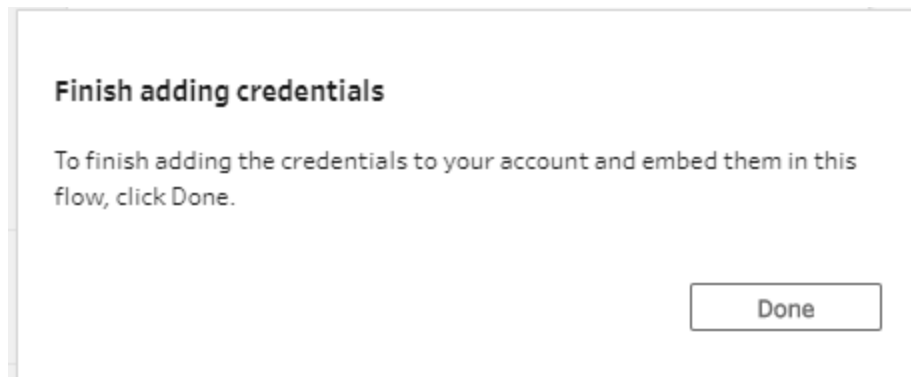 Finish adding credentials
To finish adding the credentials to your account and embed them in this
flow, click Done.
Done